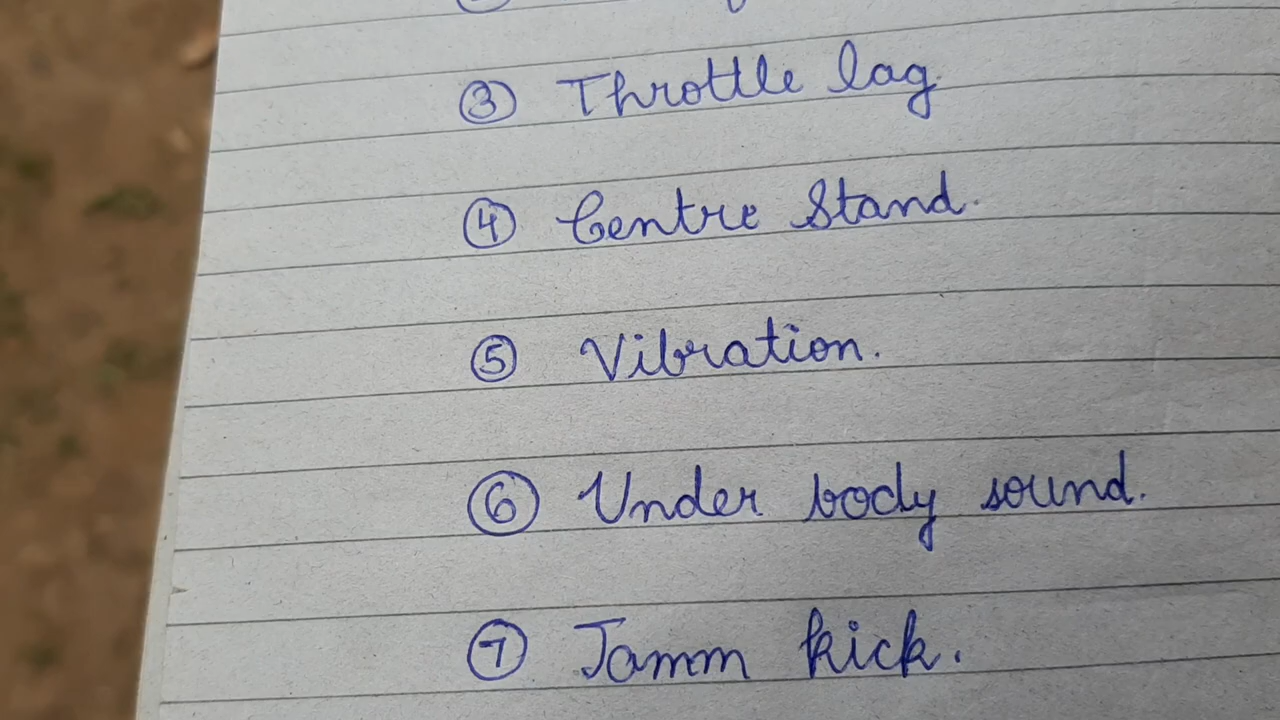 ③ Throttle lag.
④ Centre Stand.
⑤ Vibration.
⑥ Under body sound.
⑦ Jamm kick.